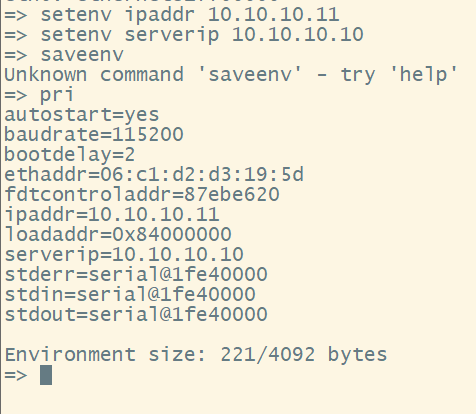 => setenv ipaddr 10.10.10.11
=> setenv serverip 10.10.10.10
=> saveenv
Unknown command 'saveenv' - try 'help'
=> pri
autostart=yes
baudrate=115200
bootdelay=2
ethaddr=06:c1:d2:d3:19:5d
fdtcontroladdr=87ebe620
ipaddr=10.10.10.11
loadaddr=0x84000000
serverip=10.10.10.10
stderr=serial@1fe40000
stdin=serial@1fe40000
stdout=serial@1fe40000

Environment size: 221/4092 bytes
=>